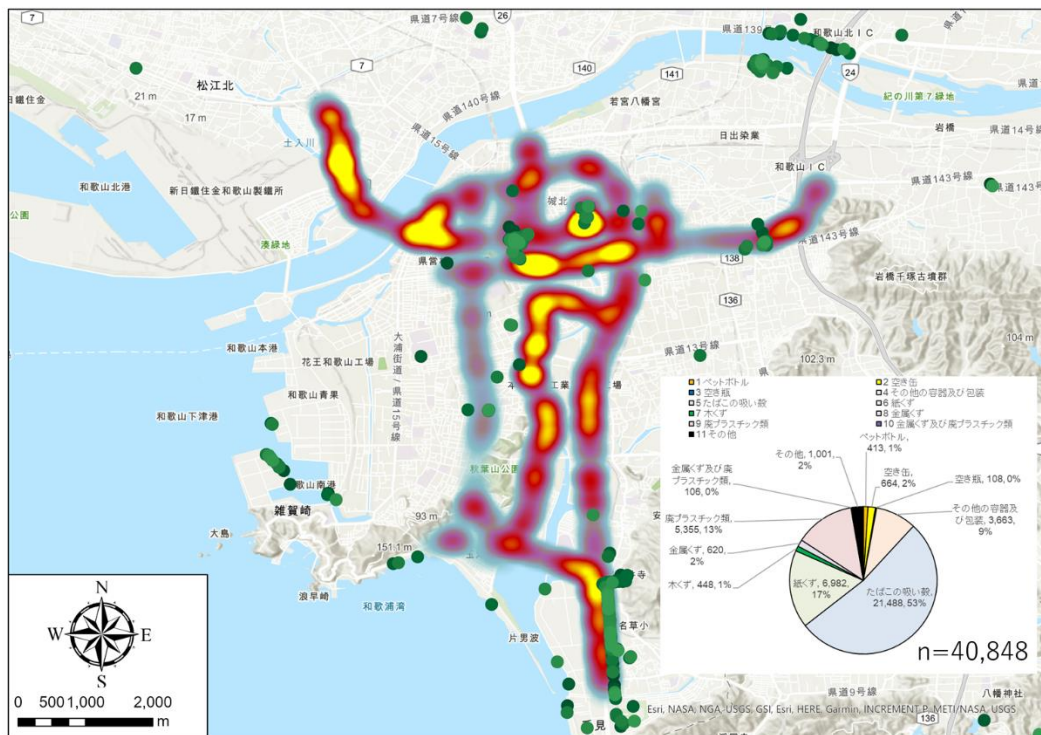 7
県道7号線
26
県道139号
和歌山北IC
県道1
松江北
7
140
141
24
21 m
県道140号線
若宮八幡宮
紀の川第7緑地
日鐵住金
17 m
県道15号線
日出染業
岩橋
県道14号線
土入川
和歌山IC
和歌山北港
新日鐵住金和歌山製鐵所
城北
県道143号線
県道143号線
公園
湊緑地
県営
138
県道143号線
136
岩橋千塚古墳群
和歌山本港
大浦街道/県道15号線
県道13号線
104 m
花王和歌山工場
102.3 m
和歌山青果
工業
工場
和歌山下津港
秋葉山公園
歌山南港
雑賀崎
93 m
大島
151.1 m
浪早崎
和歌浦湾
片男波
名草小
1 ペットボトル
2 空き缶
3 空き瓶
4 その他の容器及び包装
5 たばこの吸い殻
6 紙くず
7 木くず
8 金属くず
9 廃プラスチック類
10 金属くず及び廃プラスチック類
11 その他
ペットボトル,
413, 1%
その他, 1,001,
2%
空き缶,
664, 2%
空き瓶, 108, 0%
金属くず及び廃
プラスチック類,
106, 0%
その他の容器及
び包装, 3,663,
9%
廃プラスチック類,
5,355, 13%
金属くず, 620,
2%
木くず, 448, 1%
紙くず, 6,982,
17%
たばこの吸い殻,
21,488, 53%
n=40,848
N
W
E
S
0 500 1,000 2,000
m
県道9号線
八幡神社
136
Esri, NASA, NGA, USGS, GSI, Esri, HERE, Garmin, INCREMENT P, METI/NASA, USGS